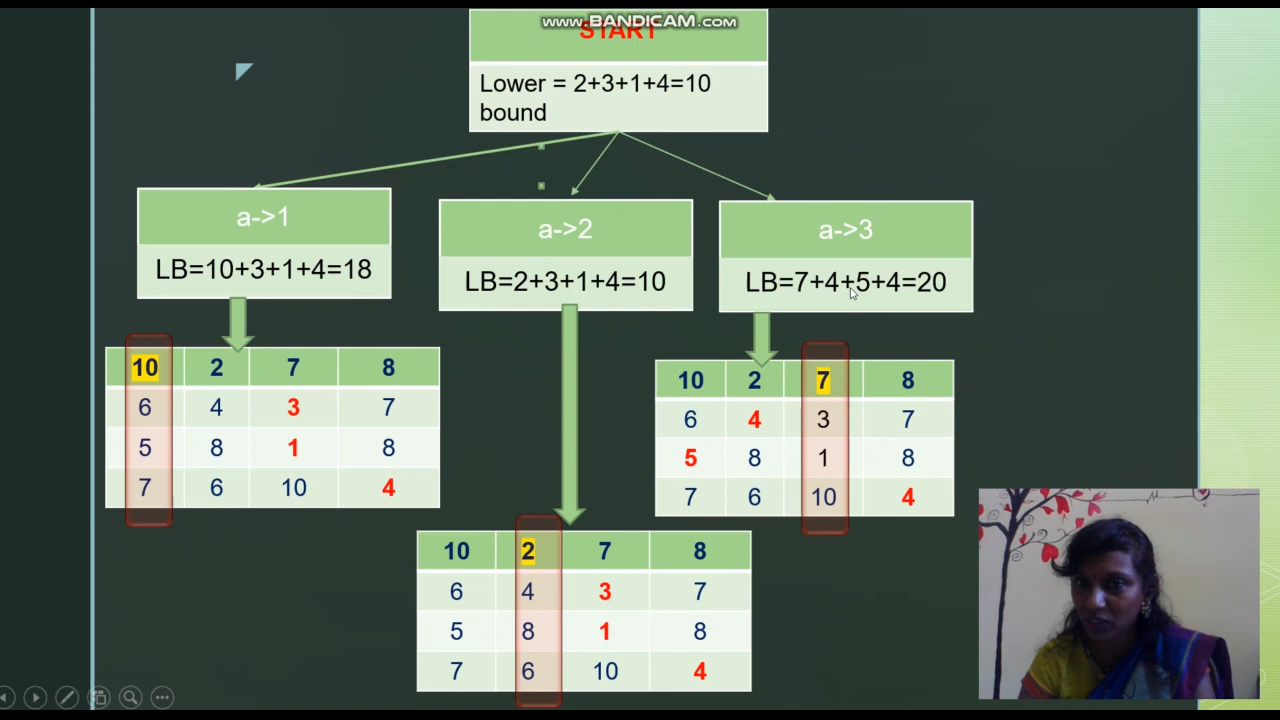 www.BANDICAM.com
START
Lower = 2+3+1+4=10
bound
a->1
LB=10+3+1+4=18
a->2
LB=2+3+1+4=10
a->3
LB=7+4+5+4=20
10 2 7 8
6 4 3 7
5 8 1 8
7 6 10 4
10 2 7 8
6 4 3 7
5 8 1 8
7 6 10 4
10 2 7 8
6 4 3 7
5 8 1 8
7 6 10 4